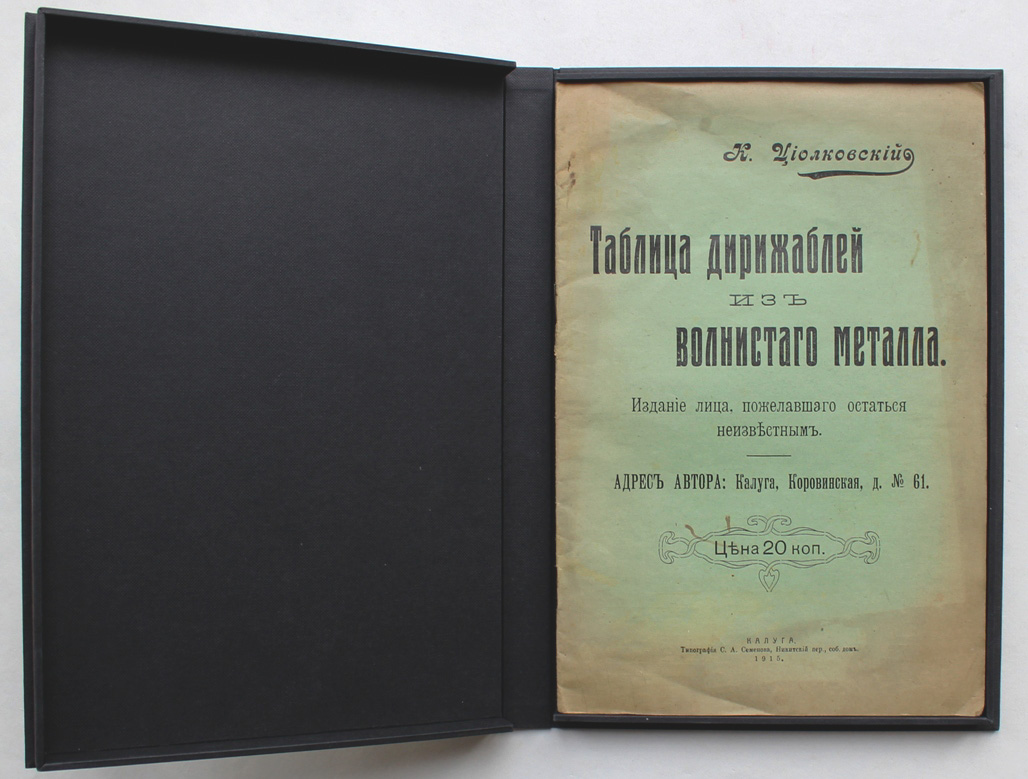 К. Ціолковскій
Таблица дирижаблей
изъ
волнистаго металла.
Изданіе лица, пожелавшаго остаться
неизвѣстнымъ.
АДРЕСЪ АВТОРА: Калуга, Коровинская, д. № 61.
Цѣна 20 коп.
КАЛУГА.
Типографія С. А. Семенова, Никитскій пер., соб. домъ.
1915.